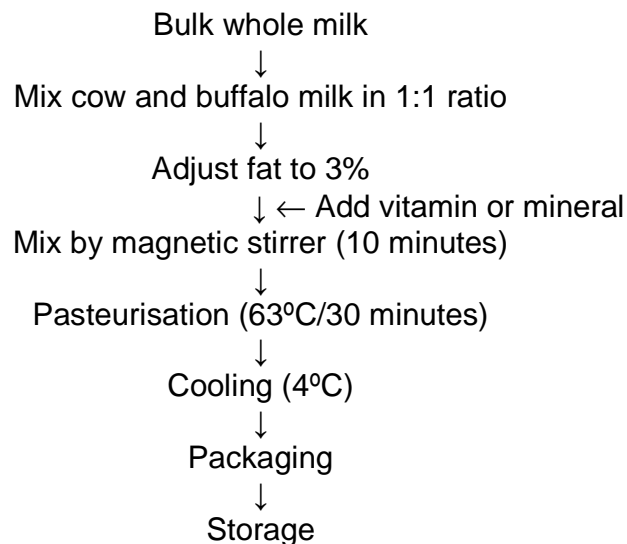 Bulk whole milk
↓
Mix cow and buffalo milk in 1:1 ratio
↓
Adjust fat to 3%
↓ ← Add vitamin or mineral
Mix by magnetic stirrer (10 minutes)
↓
Pasteurisation (63ºC/30 minutes)
↓
Cooling (4ºC)
↓
Packaging
↓
Storage